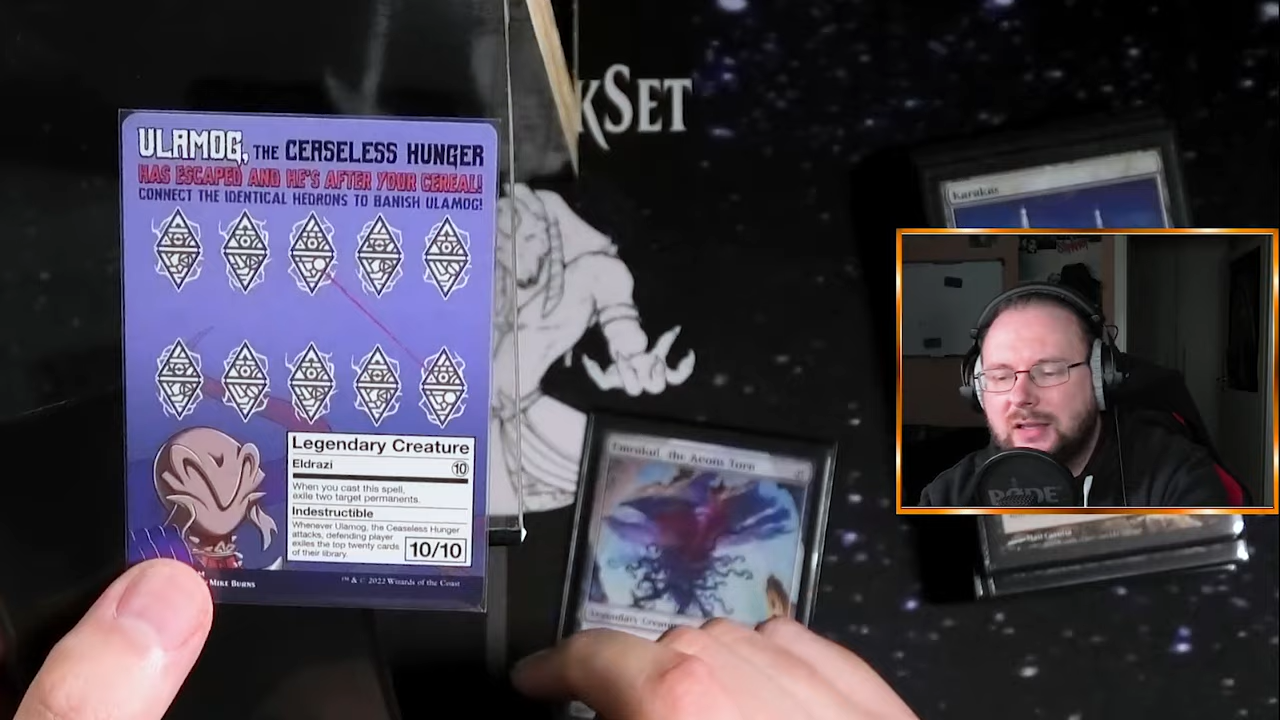 KSET
ULAMOG, THE CEASELESS HUNGER
HAS ESCAPED AND HE'S AFTER YOUR CEREAL!
CONNECT THE IDENTICAL HEDRONS TO BANISH ULAMOG!
Legendary Creature
Eldrazi 10
When you cast this spell,
exile two target permanents.
Indestructible
Whenever Ulamog, the Ceaseless Hunger
attacks, defending player
exiles the top twenty cards
of their library.
10/10
MIKE BURNS
™ & © 2022 Wizards of the Coast
Karakas
Emrakul, the Aeons Torn
Legendary Creature
RODE